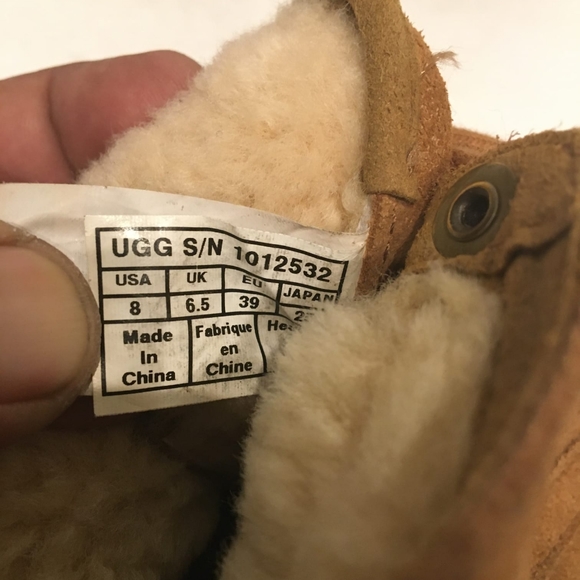 UGG S/N 1012532
USA UK EU JAPAN
8 6.5 39
Made Fabrique
In en
China Chine